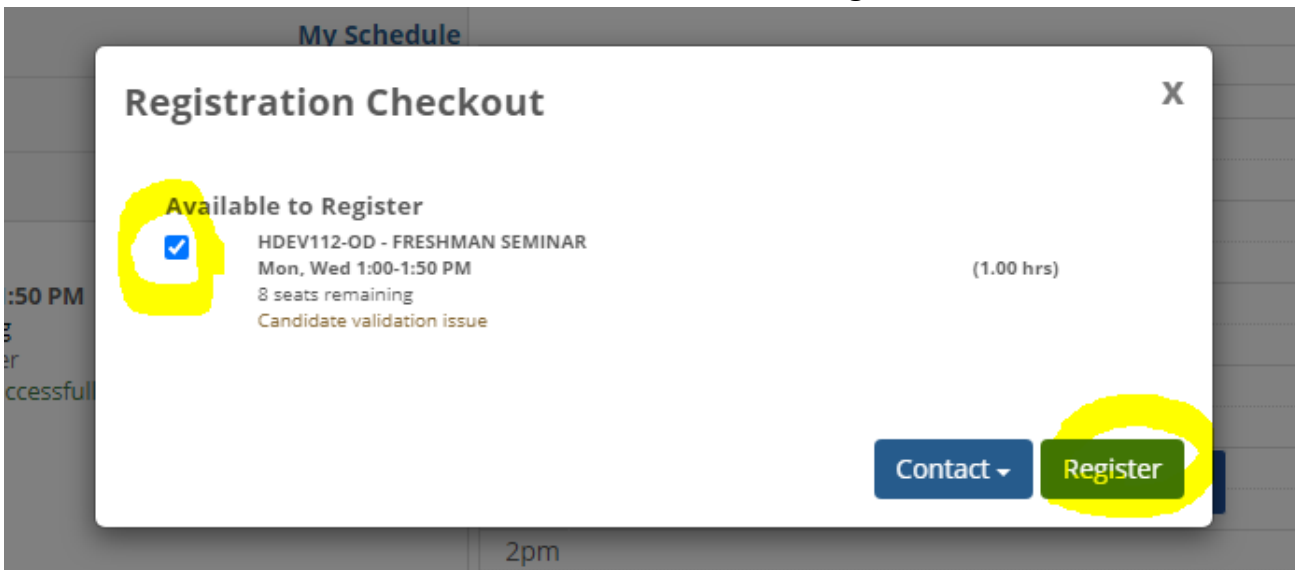 My Schedule
Registration Checkout
X
Available to Register
HDEV112-OD - FRESHMAN SEMINAR
Mon, Wed 1:00-1:50 PM
(1.00 hrs)
8 seats remaining
Candidate validation issue
:50 PM
Contact
Register
2pm